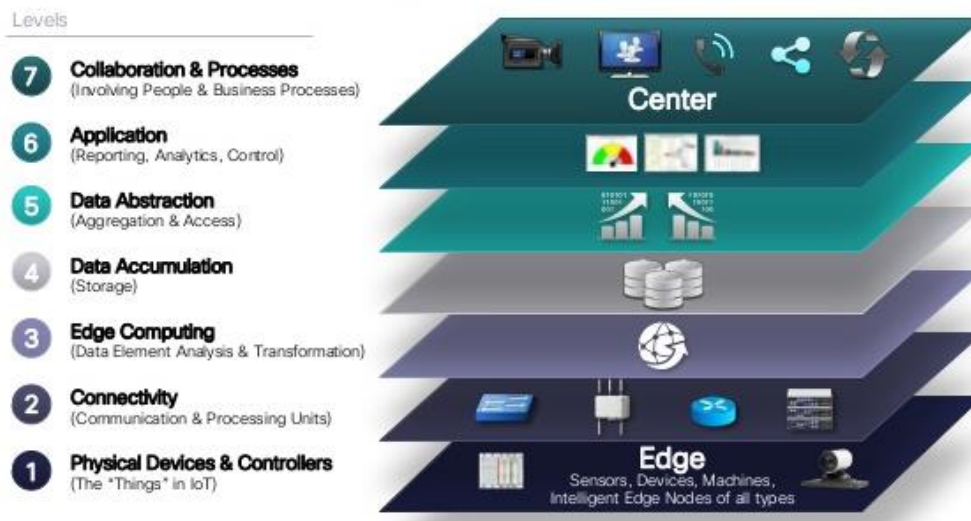 Levels
7
Collaboration & Processes
(Involving People & Business Processes)
6
Application
(Reporting, Analytics, Control)
5
Data Abstraction
(Aggregation & Access)
4
Data Accumulation
(Storage)
3
Edge Computing
(Data Element Analysis & Transformation)
2
Connectivity
(Communication & Processing Units)
1
Physical Devices & Controllers
(The "Things" in IoT)
Center
Edge
Sensors, Devices, Machines,
Intelligent Edge Nodes of all types